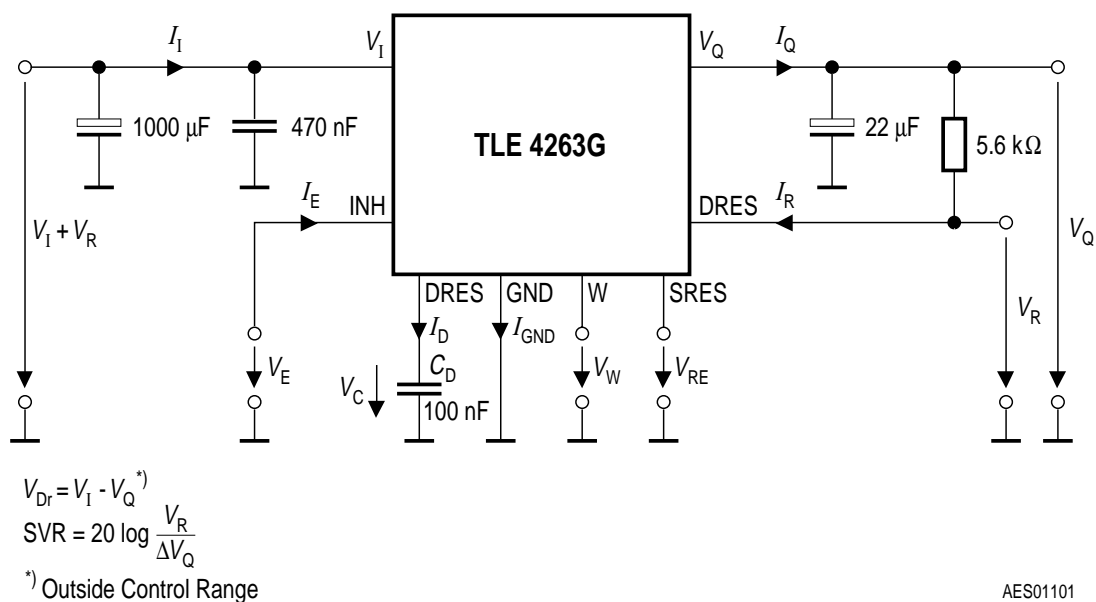 I_I
V_I
V_Q
I_Q
1000 µF
470 nF
TLE 4263G
22 µF
5.6 kΩ
I_E
INH
DRES
I_R
V_I + V_R
V_Q
DRES
GND
W
SRES
V_R
I_D
I_GND
V_E
V_C
C_D
V_W
V_RE
100 nF
V_Dr = V_I - V_Q *)
SVR = 20 log V_R / ΔV_Q
*) Outside Control Range
AES01101